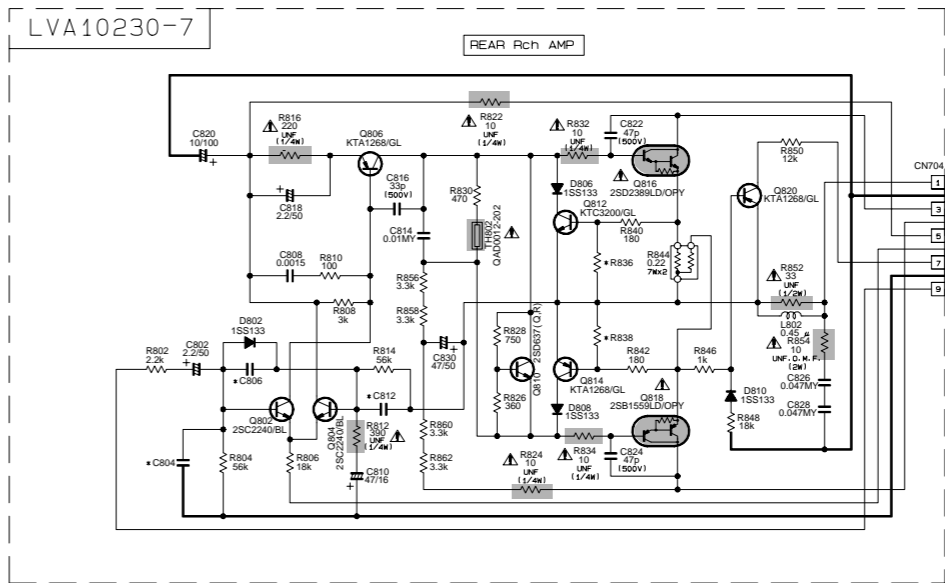 LVA10230-7
REAR Rch AMP
R816
220
UNF
(1/4W)
C820
10/100
C818
2.2/50
Q806
KTA1268/GL
C816
33p
(500V)
C814
0.01MY
R822
10
UNF
(1/4W)
R830
470
TH802
QAD0012-202
R832
10
UNF
(1/4W)
D806
1SS133
Q812
KTC3200/GL
C822
47p
(500V)
Q816
2SD2389LD/OPY
R840
180
R844
0.22
7Wx2
*R836
Q820
KTA1268/GL
R850
12k
CN704
1
3
5
7
9
C808
0.0015
R810
100
R808
3k
R856
3.3k
R858
3.3k
R852
33
UNF
(1/2W)
L802
0.45µ
R854
10
UNF.O.M.F.
(2W)
D802
1SS133
R802
2.2k
C802
2.2/50
*C806
R814
56k
C830
47/50
R828
750
Q810 2SD637(Q,R)
*R838
R842
180
R846
1k
Q814
KTA1268/GL
Q818
2SB1559LD/OPY
D810
1SS133
C826
0.047MY
C828
0.047MY
*C812
R826
360
Q802
2SC2240/BL
Q804
2SC2240/BL
R812
390
UNF
(1/4W)
D808
1SS133
R848
18k
*C804
R804
56k
R806
18k
C810
47/16
R860
3.3k
R862
3.3k
R824
10
UNF
(1/4W)
R834
10
UNF
(1/4W)
C824
47p
(500V)